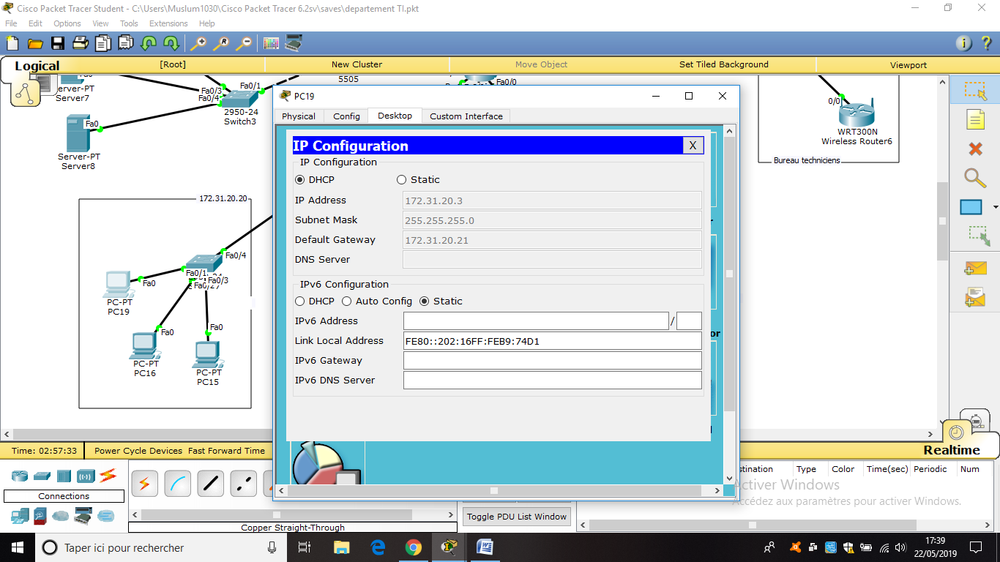 Cisco Packet Tracer Student - C:\Users\Muslum1030\Cisco Packet Tracer 6.2sv\saves\departement TI.pkt
File Edit Options View Tools Extensions Help
Logical [Root] New Cluster Move Object Set Tiled Background Viewport
erver-PT
Server7
Fa0/3
Fa0/4
Fa0/1
2950-24
Switch3
5505
Fa0/0
Fa0
Server-PT
Server8
0/0
WRT300N
Wireless Router6
Bureau techniciens
172.31.20.20
Fa0/4
Fa0/1
Fa0/3
Fa0
PC-PT
PC19
Fa0
PC-PT
PC16
Fa0
PC-PT
PC15
PC19
Physical Config Desktop Custom Interface
IP Configuration X
IP Configuration
DHCP Static
IP Address 172.31.20.3
Subnet Mask 255.255.255.0
Default Gateway 172.31.20.21
DNS Server
IPv6 Configuration
DHCP Auto Config Static
IPv6 Address /
Link Local Address FE80::202:16FF:FEB9:74D1
IPv6 Gateway
IPv6 DNS Server
or
Time: 02:57:33 Power Cycle Devices Fast Forward Time Realtime
Connections
Copper Straight-Through
Toggle PDU List Window
stination Type Color Time(sec) Periodic Num
Activer Windows
Accédez aux paramètres pour activer Windows.
Taper ici pour rechercher
17:39
22/05/2019